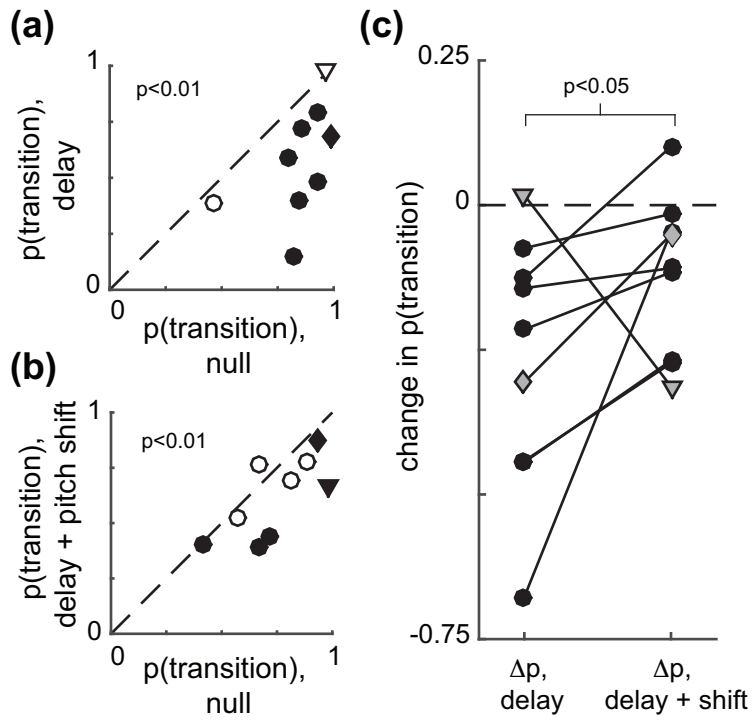 (a)
1
p<0.01
p(transition),
delay
0
0
1
p(transition),
null
(b)
1
p<0.01
p(transition),
delay + pitch shift
0
0
1
p(transition),
null
(c)
0.25
p<0.05
0
change in p(transition)
-0.75
Δp,
delay
Δp,
delay + shift